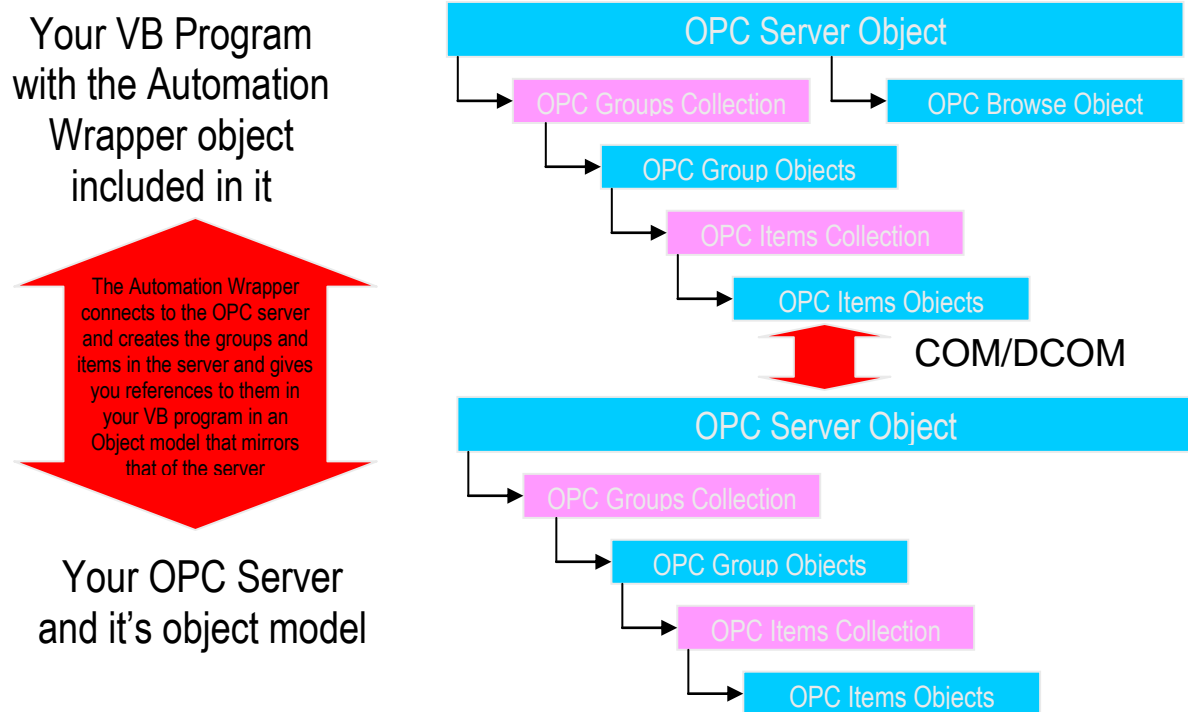 Your VB Program
with the Automation
Wrapper object
included in it
The Automation Wrapper
connects to the OPC server
and creates the groups and
items in the server and gives
you references to them in
your VB program in an
Object model that mirrors
that of the server
Your OPC Server
and it’s object model
OPC Server Object
OPC Groups Collection
OPC Browse Object
OPC Group Objects
OPC Items Collection
OPC Items Objects
COM/DCOM
OPC Server Object
OPC Groups Collection
OPC Group Objects
OPC Items Collection
OPC Items Objects